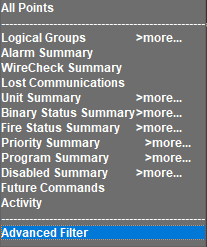 All Points
Logical Groups >more...
Alarm Summary
WireCheck Summary
Lost Communications
Unit Summary >more...
Binary Status Summary>more...
Fire Status Summary >more...
Priority Summary >more...
Program Summary >more...
Disabled Summary >more...
Future Commands
Activity
Advanced Filter